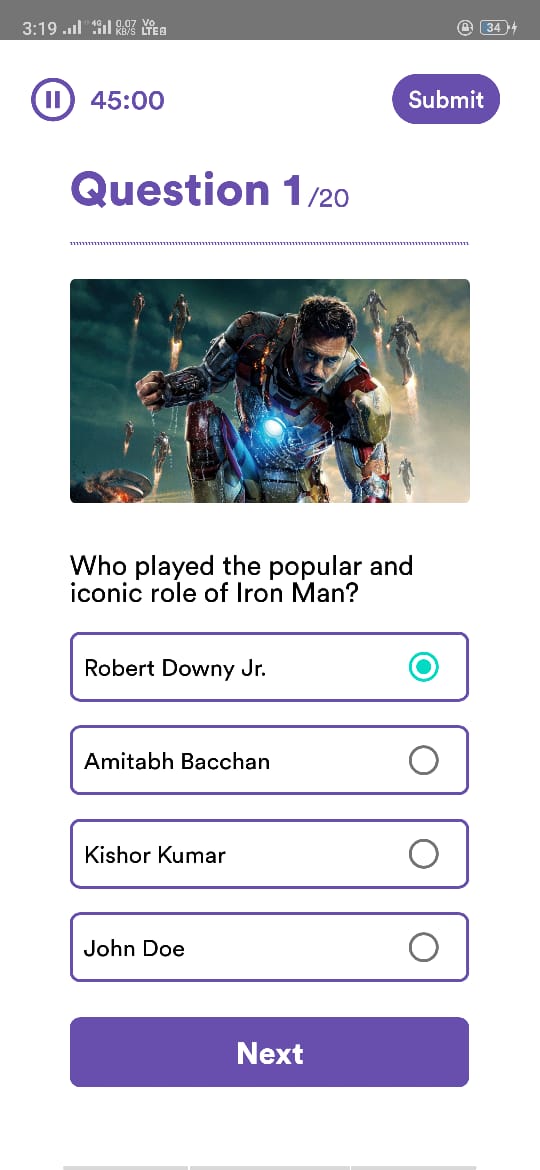 3:19 4G 0.07 KB/S Vo LTE 34
45:00 Submit
Question 1/20
Who played the popular and
iconic role of Iron Man?
Robert Downy Jr.
Amitabh Bacchan
Kishor Kumar
John Doe
Next